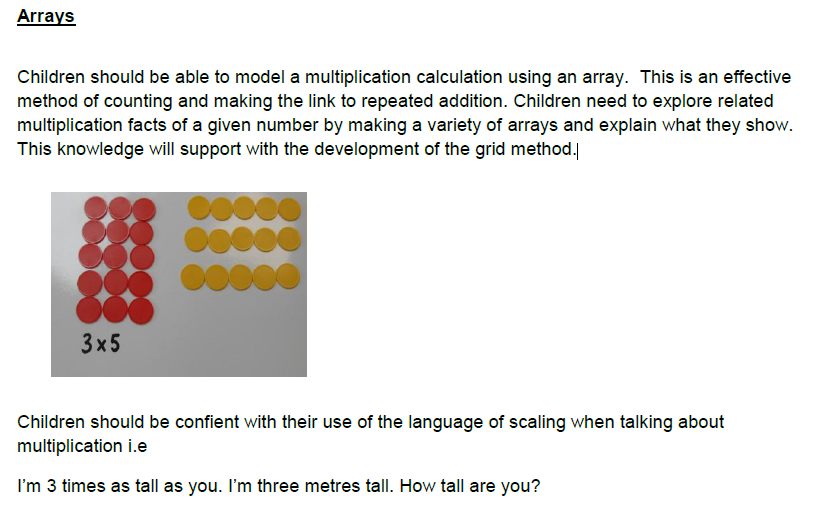 Arrays
Children should be able to model a multiplication calculation using an array.  This is an effective
method of counting and making the link to repeated addition. Children need to explore related
multiplication facts of a given number by making a variety of arrays and explain what they show.
This knowledge will support with the development of the grid method.
3x5
Children should be confient with their use of the language of scaling when talking about
multiplication i.e
I'm 3 times as tall as you. I'm three metres tall. How tall are you?